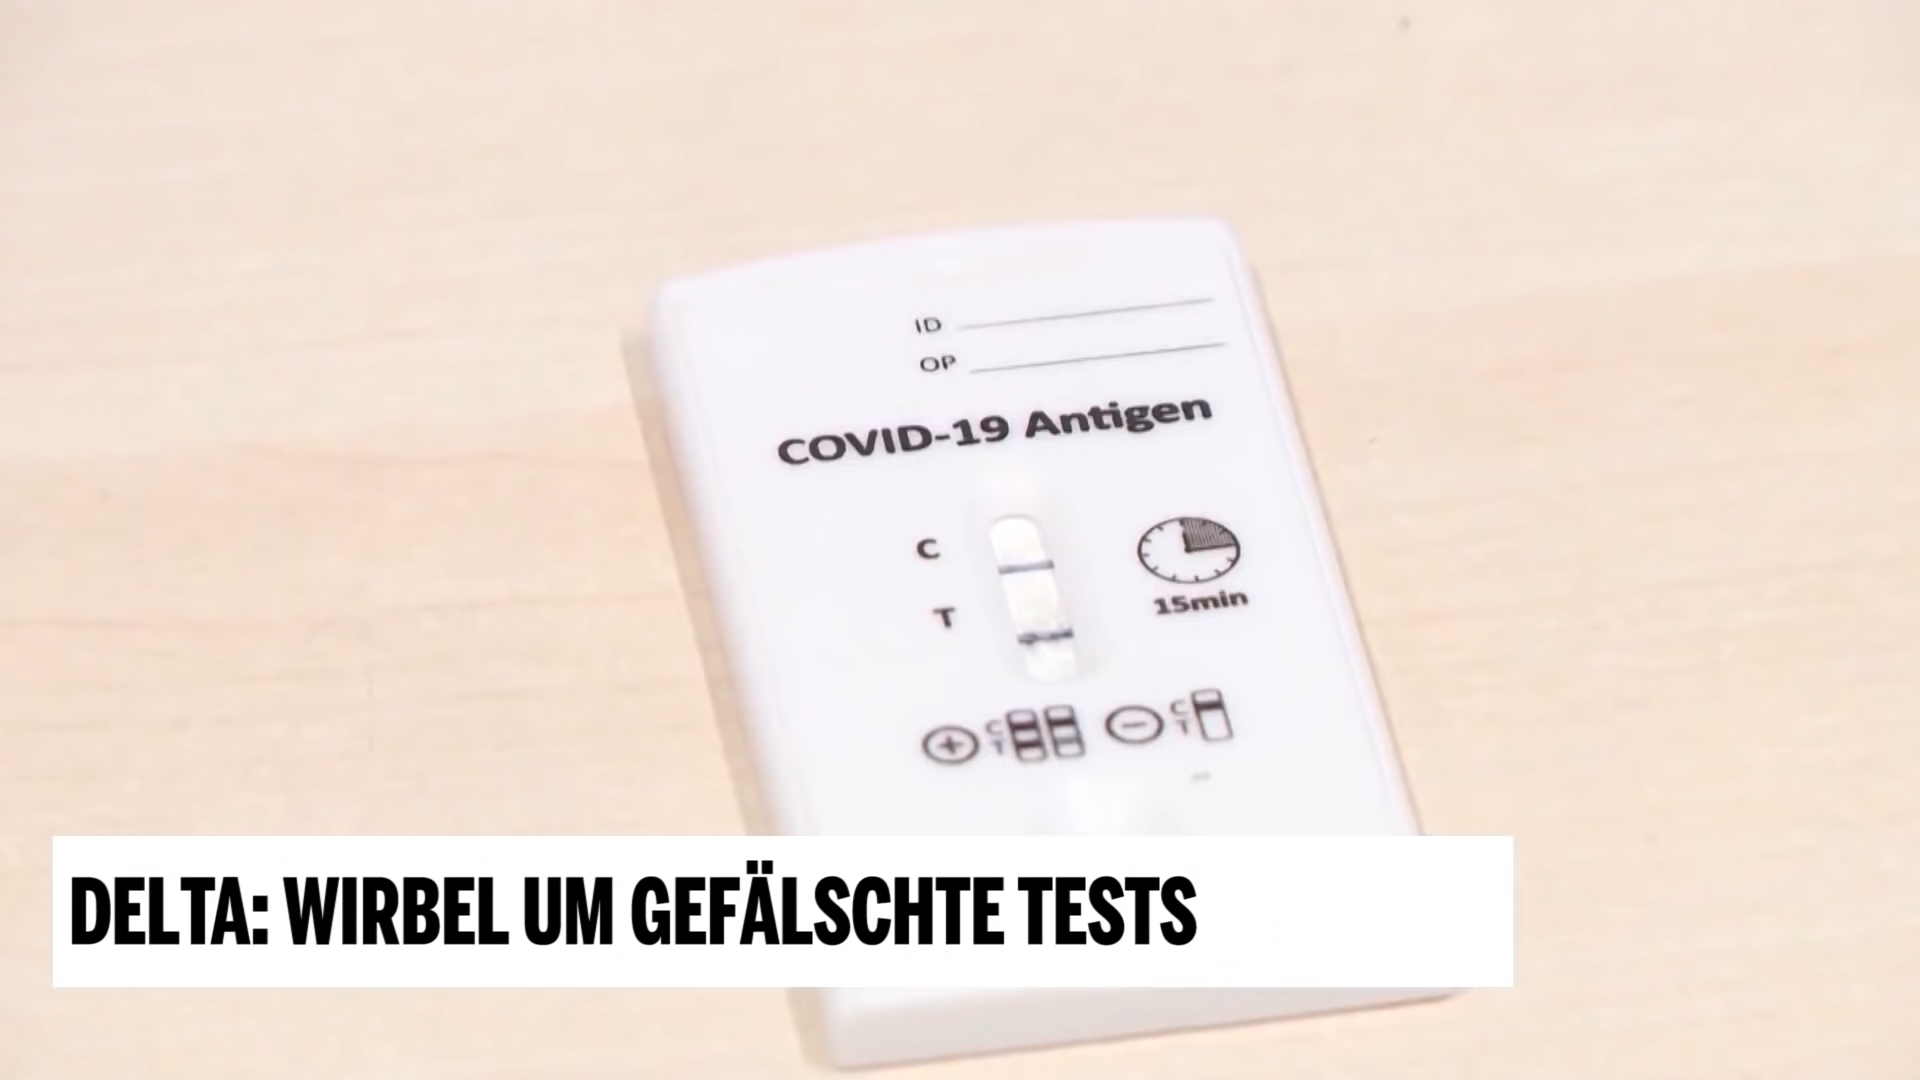 ID
OP
COVID-19 Antigen
C
T
15min
C
T
C
T
DELTA: WIRBEL UM GEFÄLSCHTE TESTS